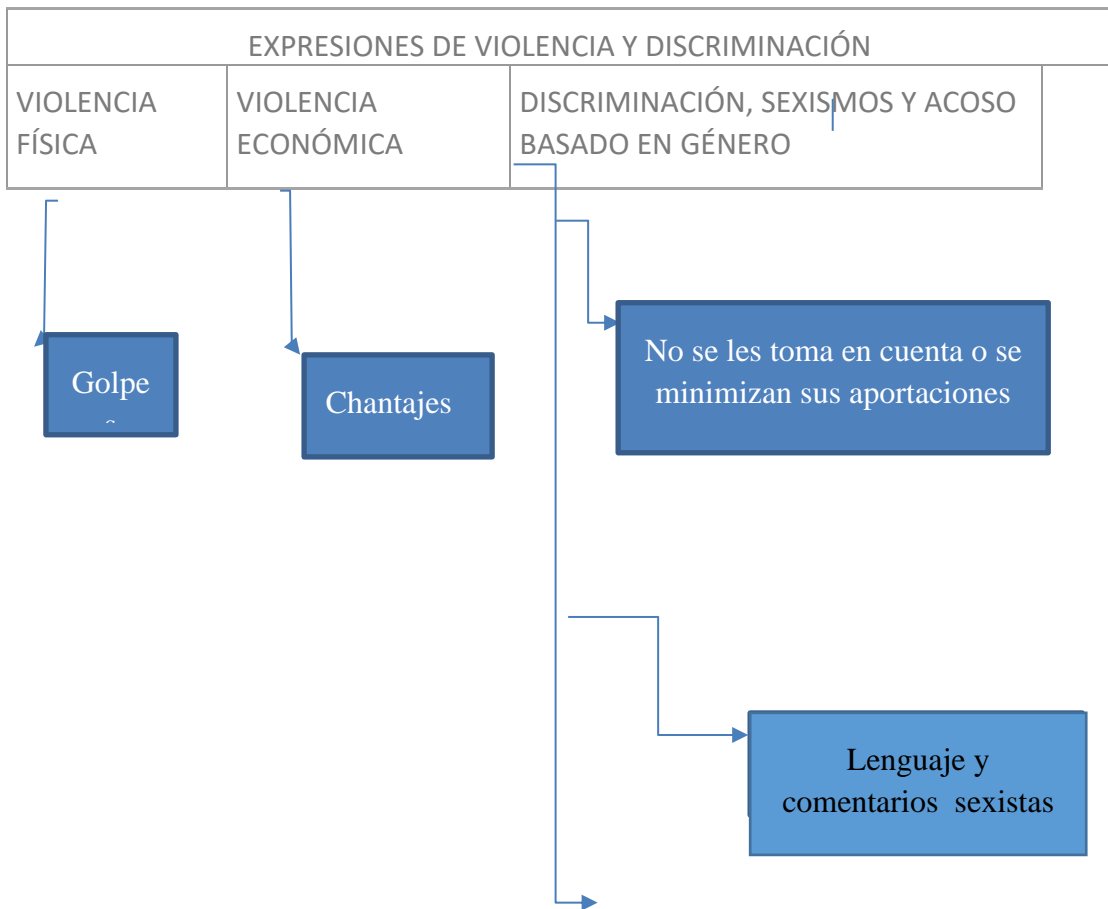 EXPRESIONES DE VIOLENCIA Y DISCRIMINACIÓN
VIOLENCIA
FÍSICA
VIOLENCIA
ECONÓMICA
DISCRIMINACIÓN, SEXISMOS Y ACOSO
BASADO EN GÉNERO
Golpe
s
Chantajes
No se les toma en cuenta o se
minimizan sus aportaciones
Lenguaje y
comentarios sexistas